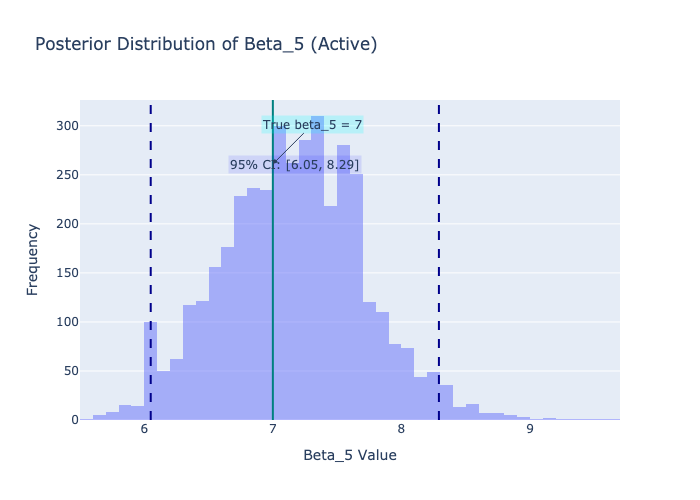 Posterior Distribution of Beta_5 (Active)
True beta_5 = 7
95% CI: [6.05, 8.29]
300
250
200
150
100
50
0
Frequency
6
7
8
9
Beta_5 Value